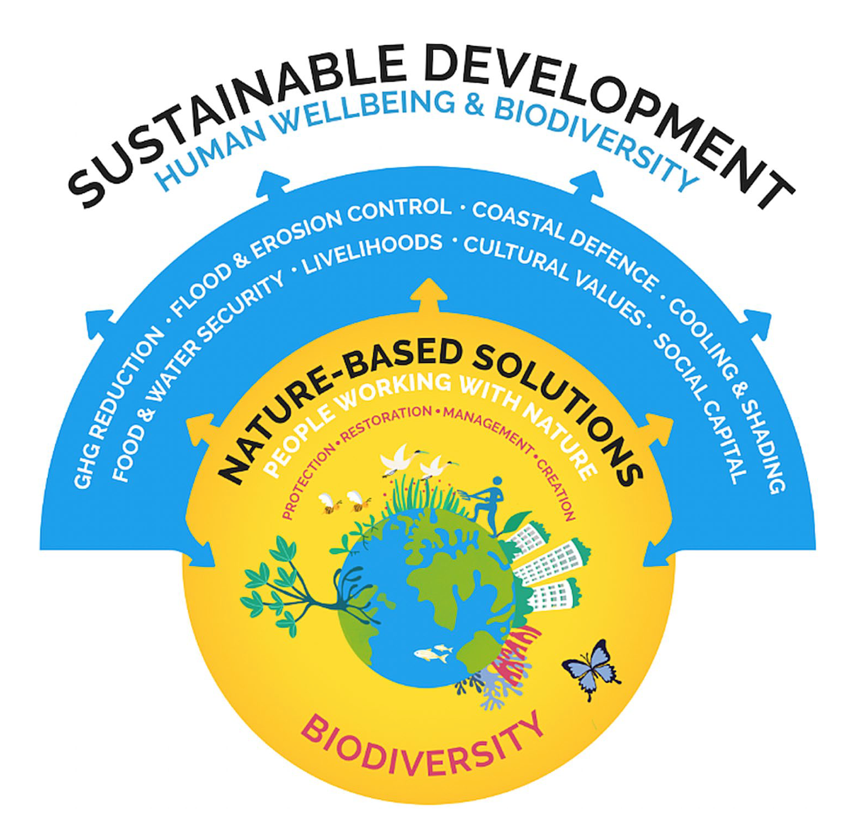 SUSTAINABLE DEVELOPMENT
HUMAN WELLBEING & BIODIVERSITY
GHG REDUCTION · FLOOD & EROSION CONTROL · COASTAL DEFENCE · COOLING & SHADING
FOOD & WATER SECURITY · LIVELIHOODS · CULTURAL VALUES · SOCIAL CAPITAL
NATURE-BASED SOLUTIONS
PEOPLE WORKING WITH NATURE
PROTECTION • RESTORATION • MANAGEMENT • CREATION
BIODIVERSITY